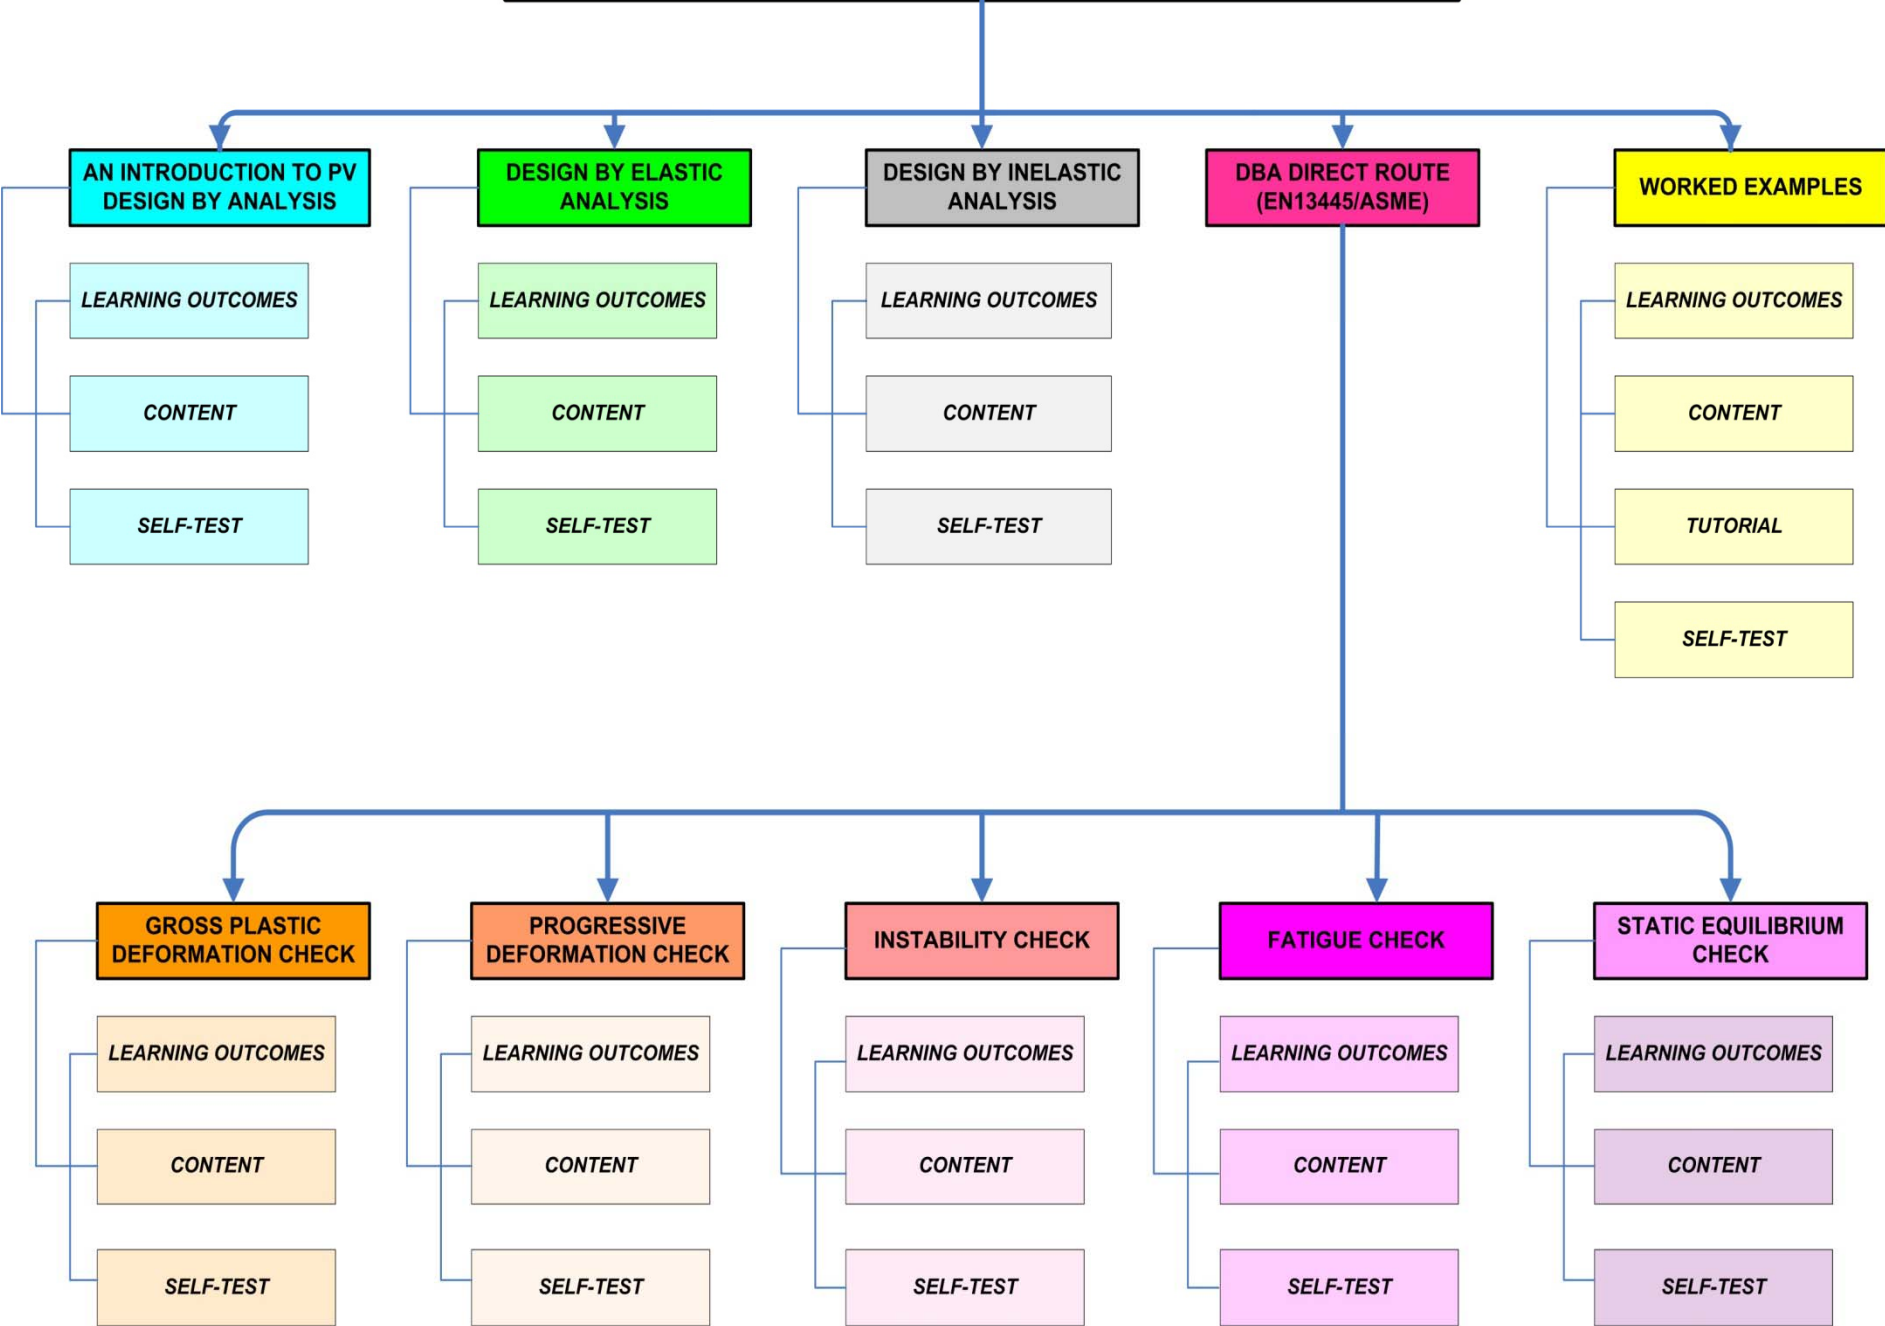 AN INTRODUCTION TO PV
DESIGN BY ANALYSIS
DESIGN BY ELASTIC
ANALYSIS
DESIGN BY INELASTIC
ANALYSIS
DBA DIRECT ROUTE
(EN13445/ASME)
WORKED EXAMPLES
LEARNING OUTCOMES
LEARNING OUTCOMES
LEARNING OUTCOMES
LEARNING OUTCOMES
CONTENT
CONTENT
CONTENT
CONTENT
SELF-TEST
SELF-TEST
SELF-TEST
TUTORIAL
SELF-TEST
GROSS PLASTIC
DEFORMATION CHECK
PROGRESSIVE
DEFORMATION CHECK
INSTABILITY CHECK
FATIGUE CHECK
STATIC EQUILIBRIUM
CHECK
LEARNING OUTCOMES
LEARNING OUTCOMES
LEARNING OUTCOMES
LEARNING OUTCOMES
LEARNING OUTCOMES
CONTENT
CONTENT
CONTENT
CONTENT
CONTENT
SELF-TEST
SELF-TEST
SELF-TEST
SELF-TEST
SELF-TEST